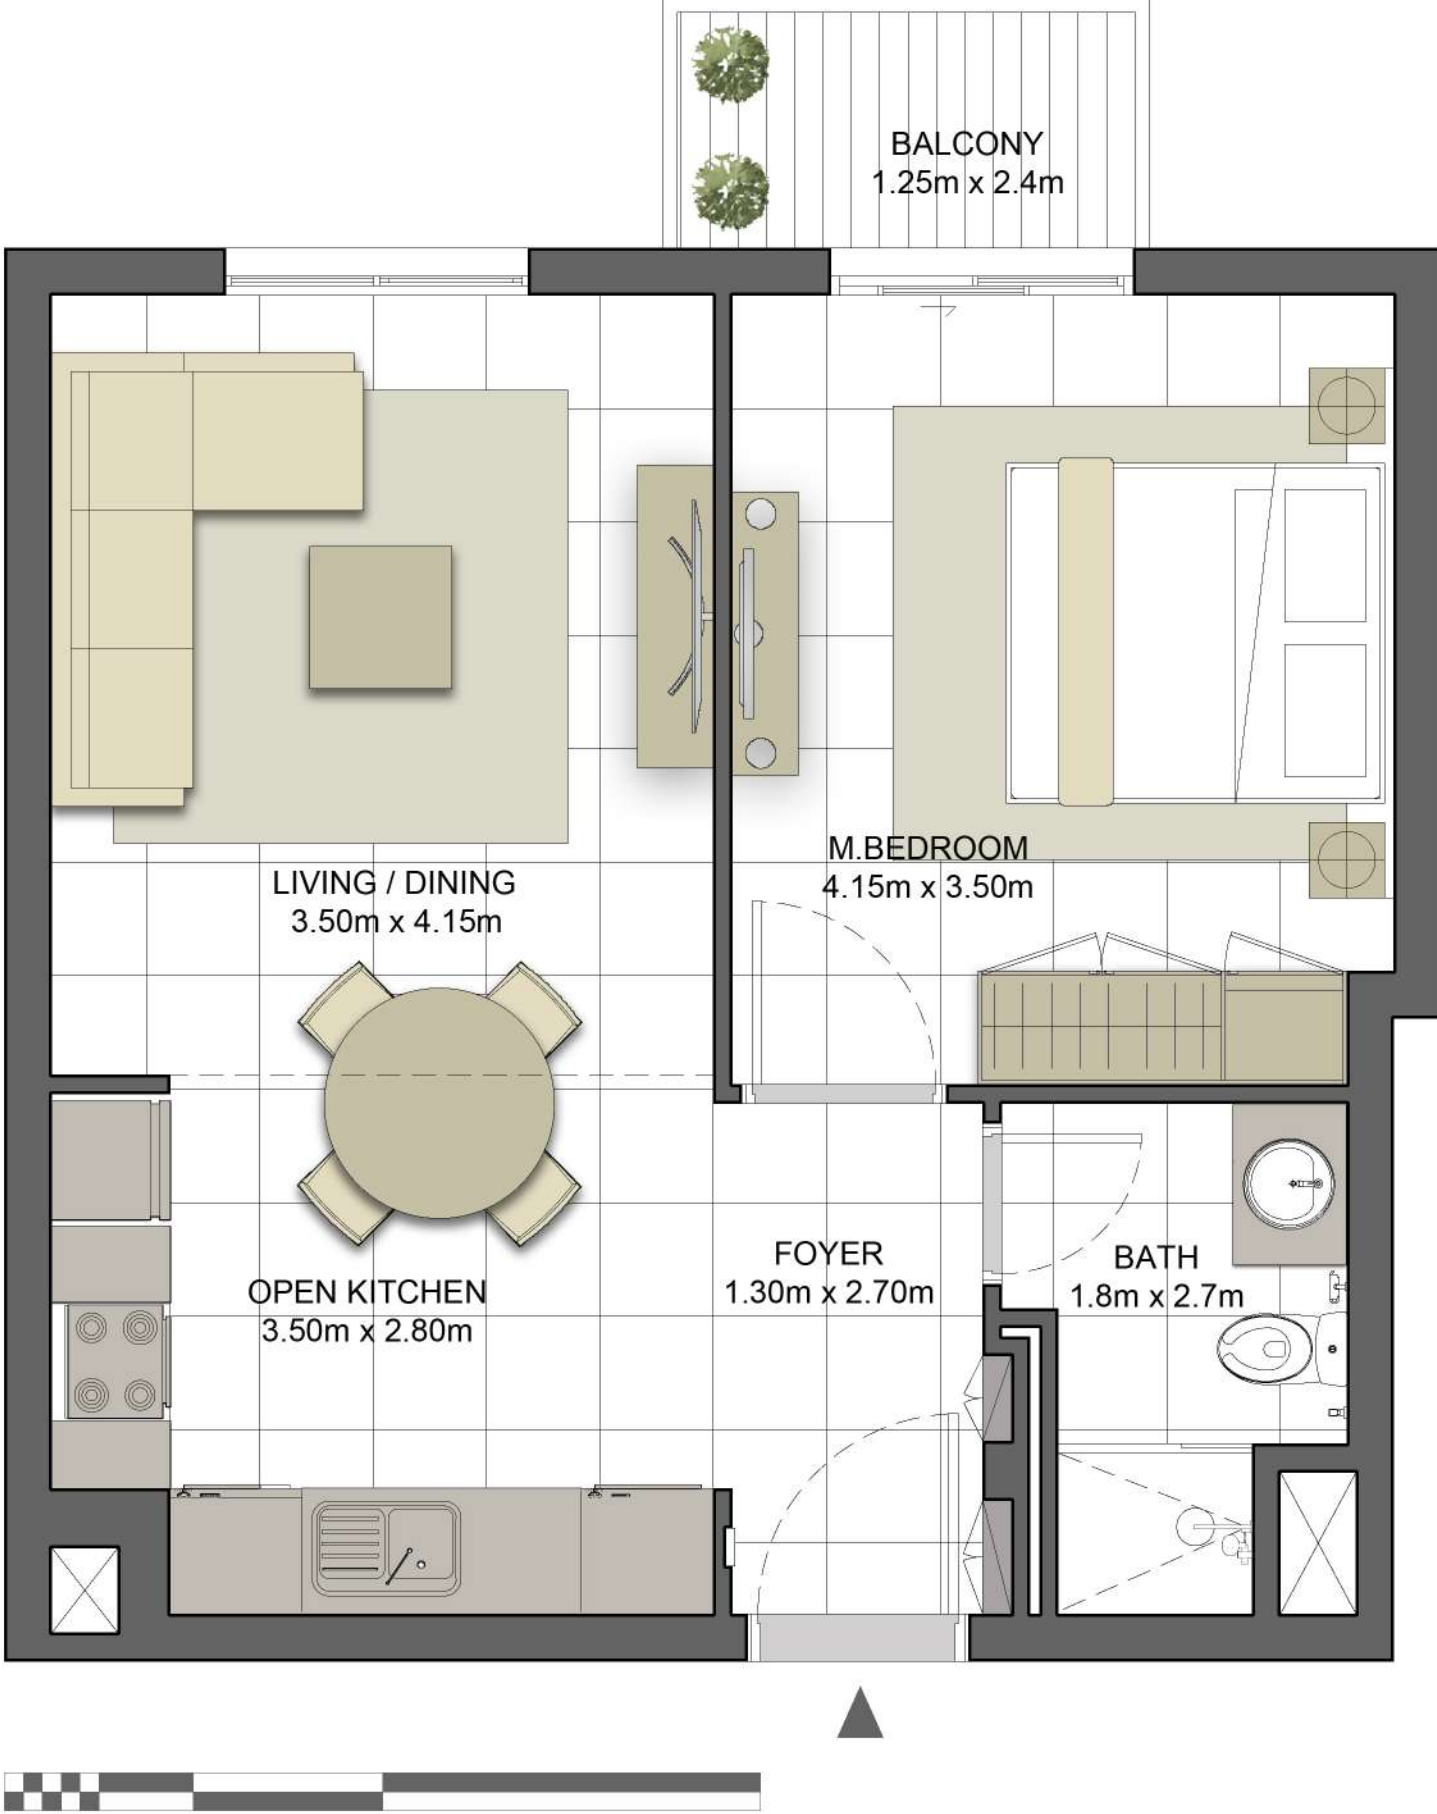 BALCONY
1.25m x 2.4m
M.BEDROOM
4.15m x 3.50m
LIVING / DINING
3.50m x 4.15m
FOYER
1.30m x 2.70m
BATH
1.8m x 2.7m
OPEN KITCHEN
3.50m x 2.80m